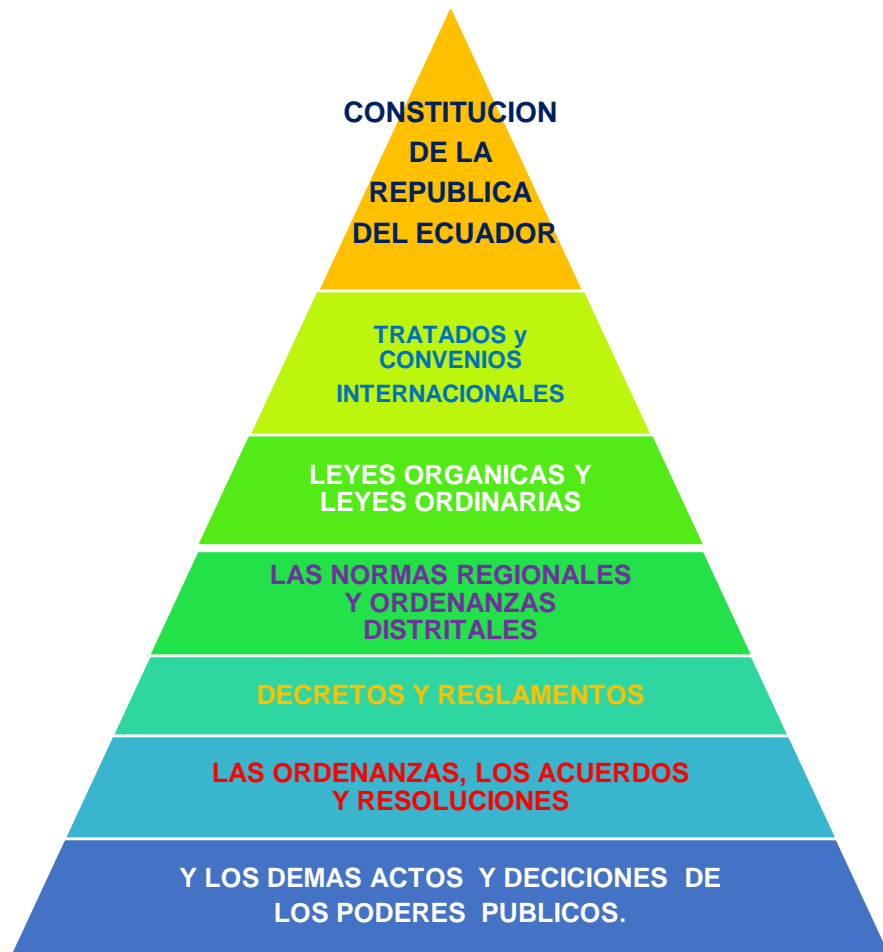 CONSTITUCION
DE LA
REPUBLICA
DEL ECUADOR
TRATADOS y
CONVENIOS
INTERNACIONALES
LEYES ORGANICAS Y
LEYES ORDINARIAS
LAS NORMAS REGIONALES
Y ORDENANZAS
DISTRITALES
DECRETOS Y REGLAMENTOS
LAS ORDENANZAS, LOS ACUERDOS
Y RESOLUCIONES
Y LOS DEMAS ACTOS Y DECICIONES DE
LOS PODERES PUBLICOS.